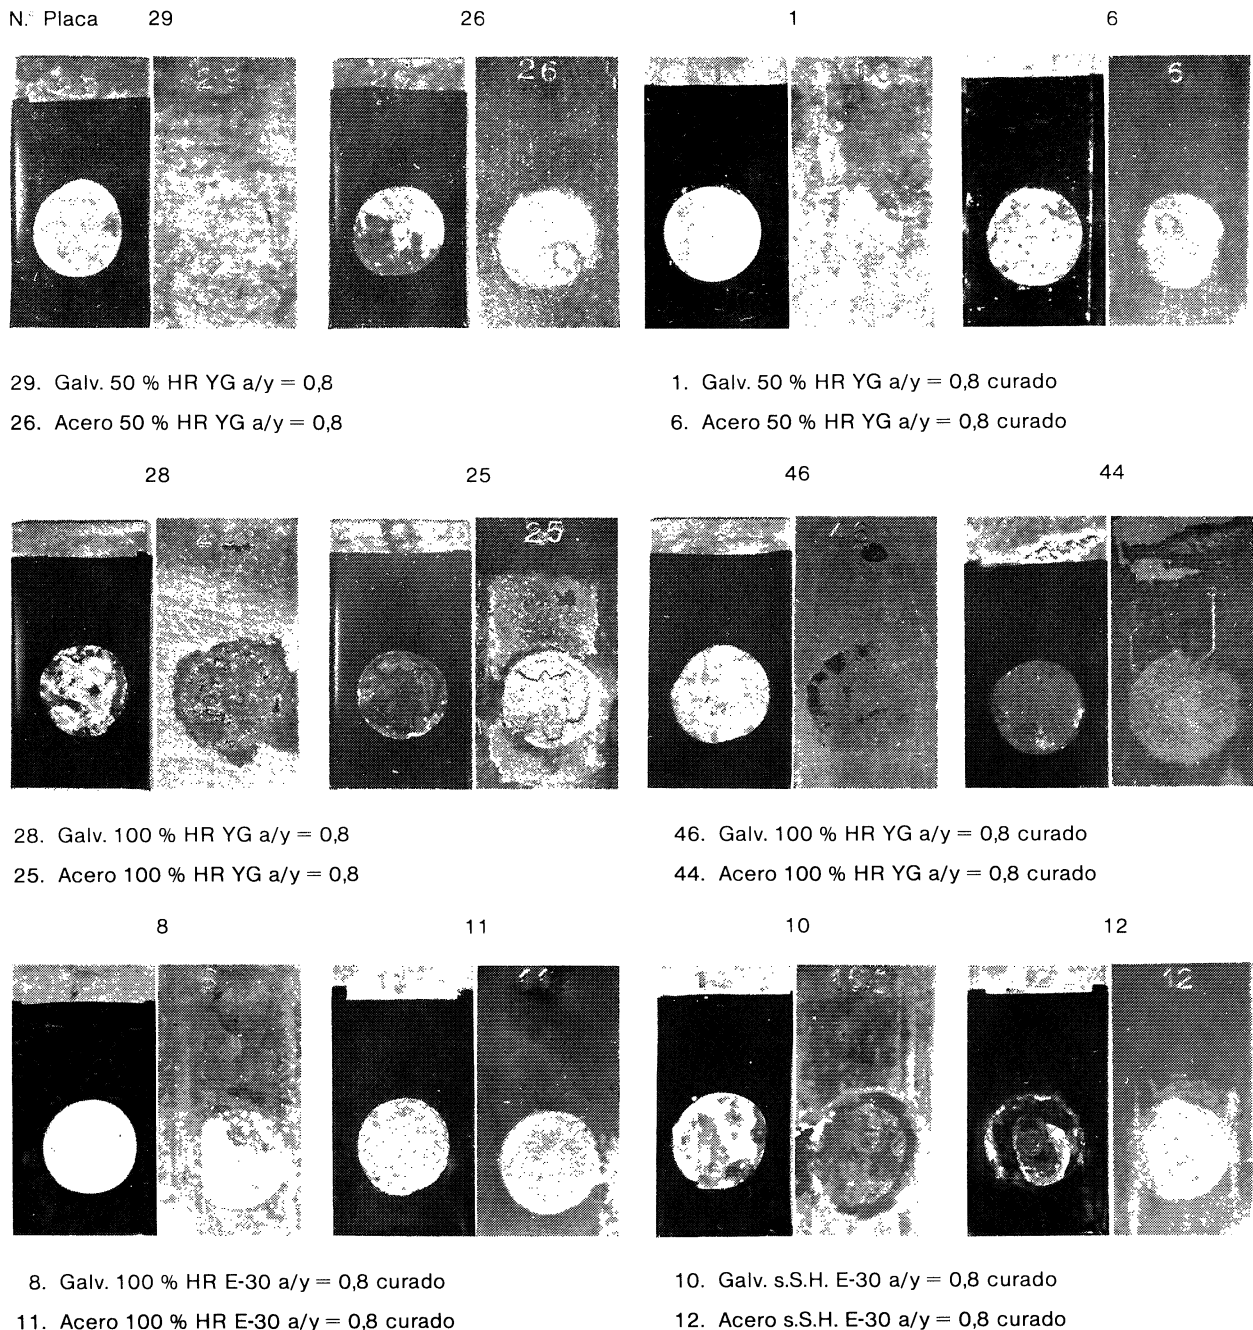 N.º Placa 29 26 1 6
26 6
29. Galv. 50 % HR YG a/y = 0,8
26. Acero 50 % HR YG a/y = 0,8
1. Galv. 50 % HR YG a/y = 0,8 curado
6. Acero 50 % HR YG a/y = 0,8 curado
28 25 46 44
25
28. Galv. 100 % HR YG a/y = 0,8
25. Acero 100 % HR YG a/y = 0,8
46. Galv. 100 % HR YG a/y = 0,8 curado
44. Acero 100 % HR YG a/y = 0,8 curado
8 11 10 12
11 12
8. Galv. 100 % HR E-30 a/y = 0,8 curado
11. Acero 100 % HR E-30 a/y = 0,8 curado
10. Galv. s.S.H. E-30 a/y = 0,8 curado
12. Acero s.S.H. E-30 a/y = 0,8 curado